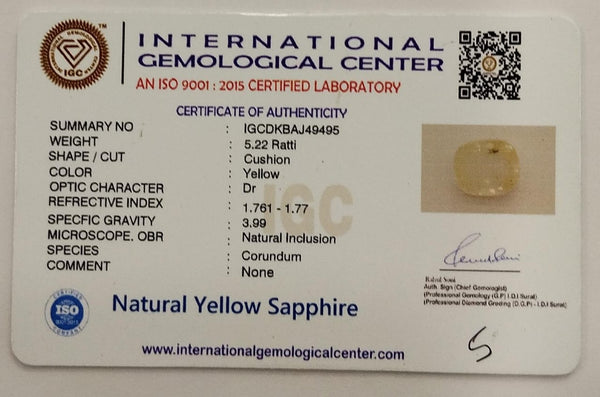 IGC
™
INTERNATIONAL
GEMOLOGICAL CENTER
AN ISO 9001 : 2015 CERTIFIED LABORATORY
CERTIFICATE OF AUTHENTICITY
SUMMARY NO : IGCDKBAJ49495
WEIGHT : 5.22 Ratti
SHAPE / CUT : Cushion
COLOR : Yellow
OPTIC CHARACTER : Dr
REFRECTIVE INDEX : 1.761 - 1.77
SPECFIC GRAVITY : 3.99
MICROSCOPE. OBR : Natural Inclusion
SPECIES : Corundum
COMMENT : None
IGC
Rahul Soni
Auth. Sign (Chief Gemologist)
(Professional Gemology (G.P) I.D.I Surat)
(Professional Diamond Grading (D.G.P) - I.D.I Surat)
ISO
Natural Yellow Sapphire
www.internationalgemologicalcenter.com